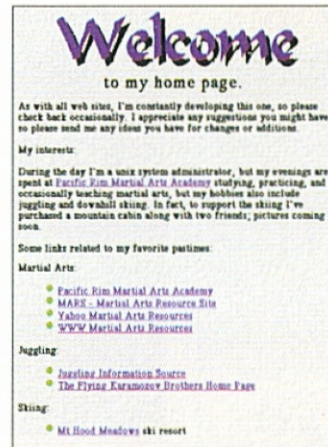 Welcome
to my home page.
As with all web sites, I'm constantly developing this one, so please
check back occasionally. I appreciate any suggestions you might have
so please send me any ideas you have for changes or additions.
My interests:
During the day I'm a unix system administrator, but my evenings are
spent at Pacific Rim Martial Arts Academy studying, practicing, and
occasionally teaching martial arts, but my hobbies also include
juggling and downhill skiing. In fact, to support the skiing I've
purchased a mountain cabin along with two friends; pictures coming
soon.
Some links related to my favorite pastimes:
Martial Arts:
Pacific Rim Martial Arts Academy
MARS - Martial Arts Resource Site
Yahoo Martial Arts Resources
WWW Martial Arts Resources
Juggling:
Juggling Information Source
The Flying Karamozov Brothers Home Page
Skiing:
Mt Hood Meadows ski resort